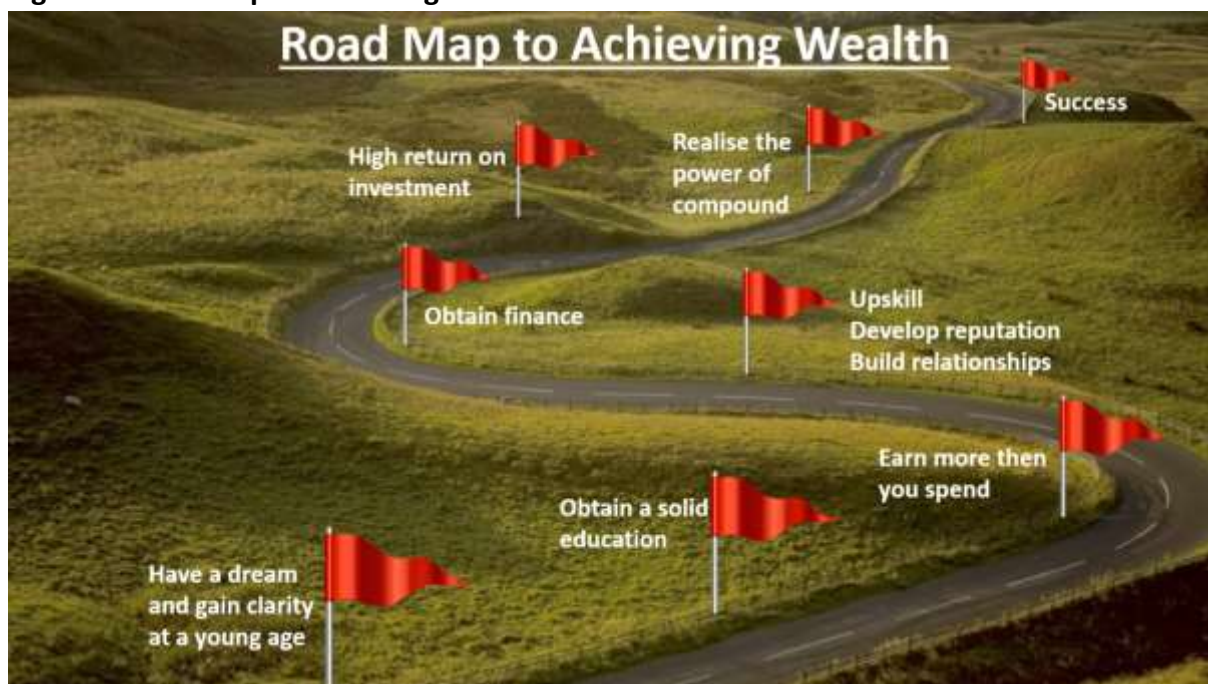 Road Map to Achieving Wealth
Success
High return on
investment
Realise the
power of
compound
Obtain finance
Upskill
Develop reputation
Build relationships
Earn more then
you spend
Obtain a solid
education
Have a dream
and gain clarity
at a young age